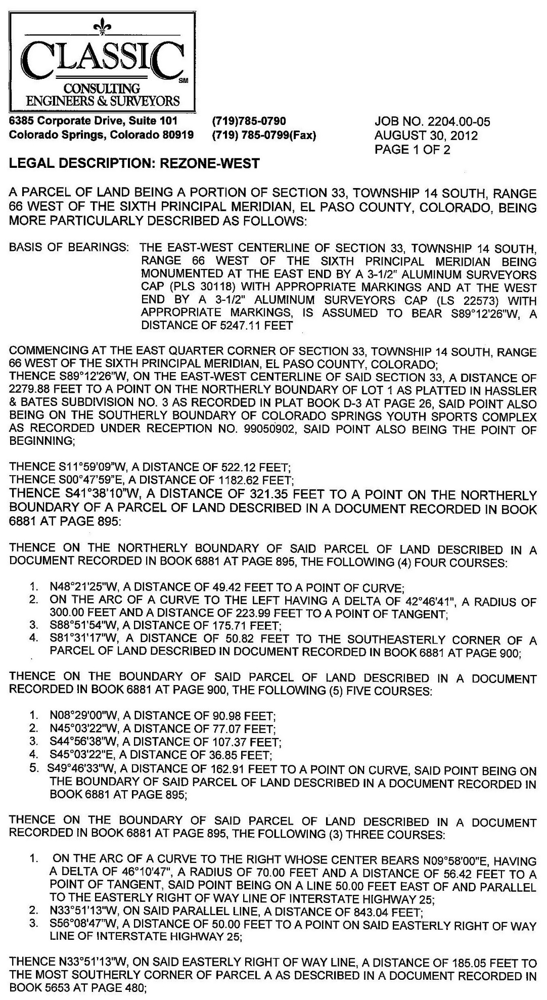 CLASSIC
SM
CONSULTING
ENGINEERS & SURVEYORS
6385 Corporate Drive, Suite 101 (719)785-0790 JOB NO. 2204.00-05
Colorado Springs, Colorado 80919 (719) 785-0799(Fax) AUGUST 30, 2012
PAGE 1 OF 2
LEGAL DESCRIPTION: REZONE-WEST
A PARCEL OF LAND BEING A PORTION OF SECTION 33, TOWNSHIP 14 SOUTH, RANGE
66 WEST OF THE SIXTH PRINCIPAL MERIDIAN, EL PASO COUNTY, COLORADO, BEING
MORE PARTICULARLY DESCRIBED AS FOLLOWS:
BASIS OF BEARINGS: THE EAST-WEST CENTERLINE OF SECTION 33, TOWNSHIP 14 SOUTH,
RANGE 66 WEST OF THE SIXTH PRINCIPAL MERIDIAN BEING
MONUMENTED AT THE EAST END BY A 3-1/2" ALUMINUM SURVEYORS
CAP (PLS 30118) WITH APPROPRIATE MARKINGS AND AT THE WEST
END BY A 3-1/2" ALUMINUM SURVEYORS CAP (LS 22573) WITH
APPROPRIATE MARKINGS, IS ASSUMED TO BEAR S89°12'26"W, A
DISTANCE OF 5247.11 FEET
COMMENCING AT THE EAST QUARTER CORNER OF SECTION 33, TOWNSHIP 14 SOUTH, RANGE
66 WEST OF THE SIXTH PRINCIPAL MERIDIAN, EL PASO COUNTY, COLORADO;
THENCE S89°12'26"W, ON THE EAST-WEST CENTERLINE OF SAID SECTION 33, A DISTANCE OF
2279.88 FEET TO A POINT ON THE NORTHERLY BOUNDARY OF LOT 1 AS PLATTED IN HASSLER
& BATES SUBDIVISION NO. 3 AS RECORDED IN PLAT BOOK D-3 AT PAGE 26, SAID POINT ALSO
BEING ON THE SOUTHERLY BOUNDARY OF COLORADO SPRINGS YOUTH SPORTS COMPLEX
AS RECORDED UNDER RECEPTION NO. 99050902, SAID POINT ALSO BEING THE POINT OF
BEGINNING;
THENCE S11°59'09"W, A DISTANCE OF 522.12 FEET;
THENCE S00°47'59"E, A DISTANCE OF 1182.62 FEET;
THENCE S41°38'10"W, A DISTANCE OF 321.35 FEET TO A POINT ON THE NORTHERLY
BOUNDARY OF A PARCEL OF LAND DESCRIBED IN A DOCUMENT RECORDED IN BOOK
6881 AT PAGE 895:
THENCE ON THE NORTHERLY BOUNDARY OF SAID PARCEL OF LAND DESCRIBED IN A
DOCUMENT RECORDED IN BOOK 6881 AT PAGE 895, THE FOLLOWING (4) FOUR COURSES:
1. N48°21'25"W, A DISTANCE OF 49.42 FEET TO A POINT OF CURVE;
2. ON THE ARC OF A CURVE TO THE LEFT HAVING A DELTA OF 42°46'41", A RADIUS OF
300.00 FEET AND A DISTANCE OF 223.99 FEET TO A POINT OF TANGENT;
3. S88°51'54"W, A DISTANCE OF 175.71 FEET;
4. S81°31'17"W, A DISTANCE OF 50.82 FEET TO THE SOUTHEASTERLY CORNER OF A
PARCEL OF LAND DESCRIBED IN DOCUMENT RECORDED IN BOOK 6881 AT PAGE 900;
THENCE ON THE BOUNDARY OF SAID PARCEL OF LAND DESCRIBED IN A DOCUMENT
RECORDED IN BOOK 6881 AT PAGE 900, THE FOLLOWING (5) FIVE COURSES:
1. N08°29'00"W, A DISTANCE OF 90.98 FEET;
2. N45°03'22"W, A DISTANCE OF 77.07 FEET;
3. S44°56'38"W, A DISTANCE OF 107.37 FEET;
4. S45°03'22"E, A DISTANCE OF 36.85 FEET;
5. S49°46'33"W, A DISTANCE OF 162.91 FEET TO A POINT ON CURVE, SAID POINT BEING ON
THE BOUNDARY OF SAID PARCEL OF LAND DESCRIBED IN A DOCUMENT RECORDED IN
BOOK 6881 AT PAGE 895;
THENCE ON THE BOUNDARY OF SAID PARCEL OF LAND DESCRIBED IN A DOCUMENT
RECORDED IN BOOK 6881 AT PAGE 895, THE FOLLOWING (3) THREE COURSES:
1. ON THE ARC OF A CURVE TO THE RIGHT WHOSE CENTER BEARS N09°58'00"E, HAVING
A DELTA OF 46°10'47", A RADIUS OF 70.00 FEET AND A DISTANCE OF 56.42 FEET TO A
POINT OF TANGENT, SAID POINT BEING ON A LINE 50.00 FEET EAST OF AND PARALLEL
TO THE EASTERLY RIGHT OF WAY LINE OF INTERSTATE HIGHWAY 25;
2. N33°51'13"W, ON SAID PARALLEL LINE, A DISTANCE OF 843.04 FEET;
3. S56°08'47"W, A DISTANCE OF 50.00 FEET TO A POINT ON SAID EASTERLY RIGHT OF WAY
LINE OF INTERSTATE HIGHWAY 25;
THENCE N33°51'13"W, ON SAID EASTERLY RIGHT OF WAY LINE, A DISTANCE OF 185.05 FEET TO
THE MOST SOUTHERLY CORNER OF PARCEL A AS DESCRIBED IN A DOCUMENT RECORDED IN
BOOK 5653 AT PAGE 480;